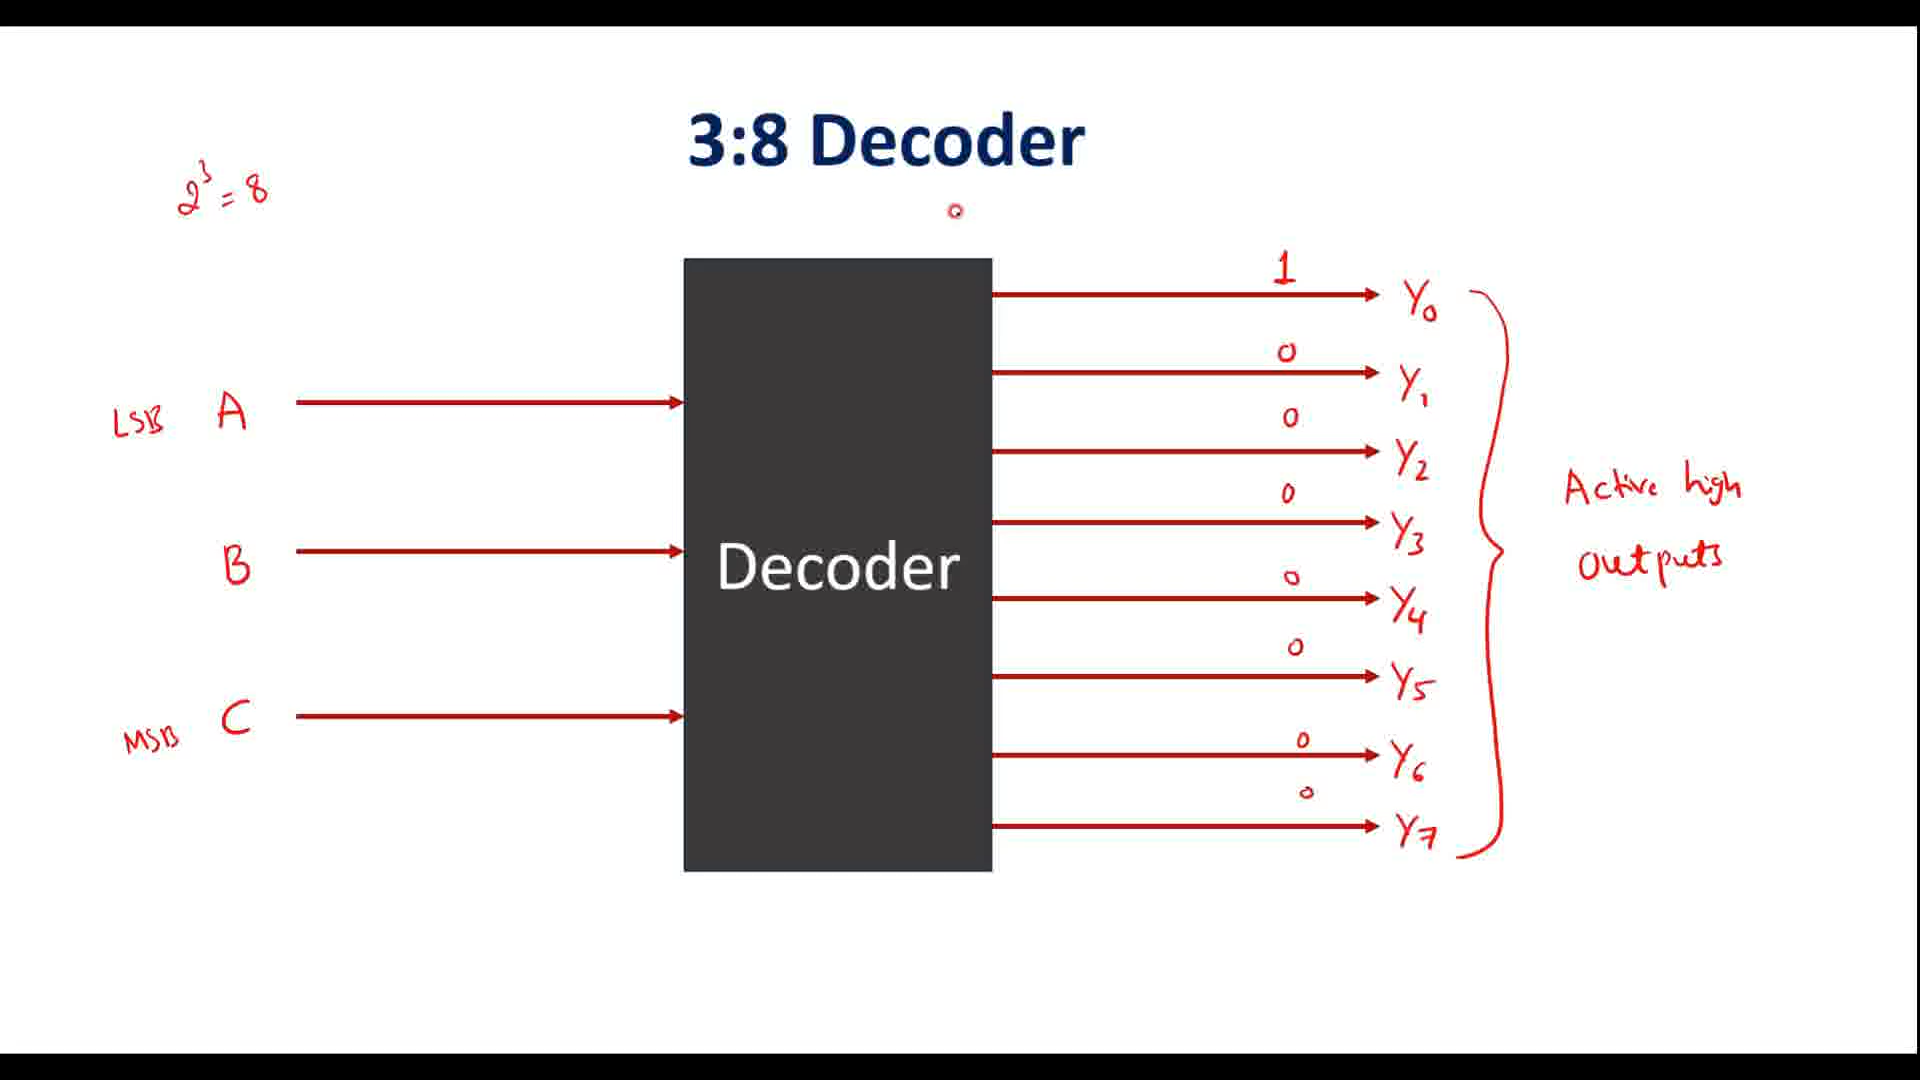 3:8 Decoder
2³ = 8
1
Y0
0
Y1
LSB A
0
Y2
Active high
outputs
0
Y3
B
Decoder
0
Y4
0
Y5
MSB C
0
Y6
0
Y7